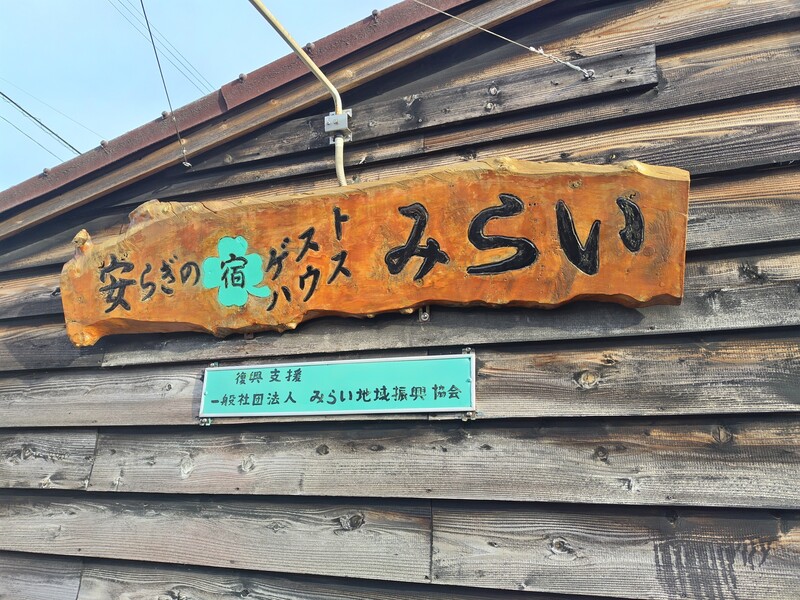 安らぎの宿ゲストハウスみらい
復興支援
一般社団法人 みらい地域振興協会